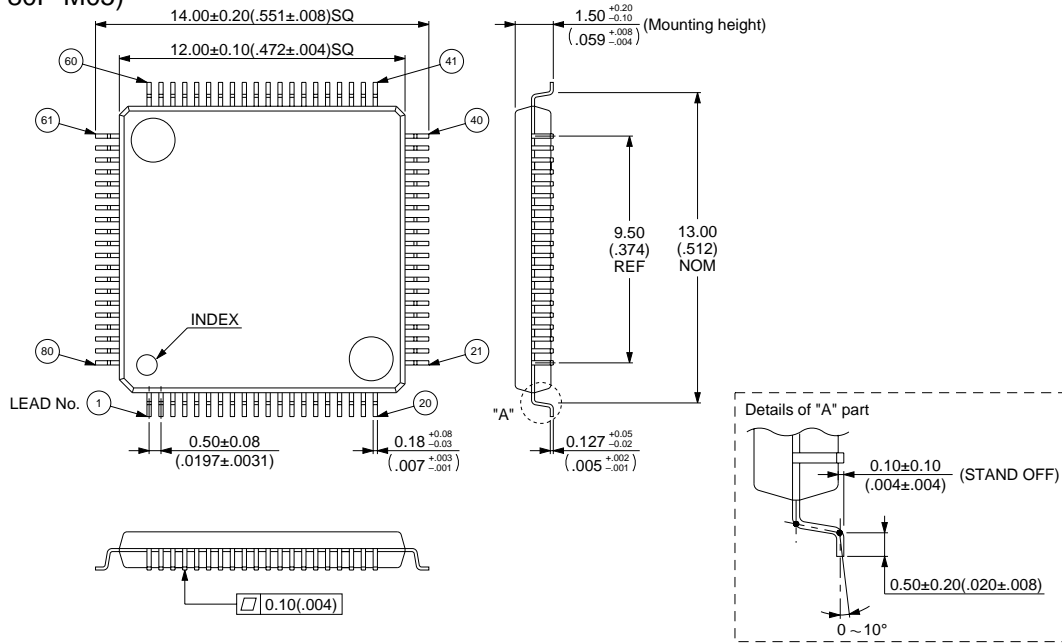 14.00±0.20(.551±.008)SQ
1.50 +0.20 −0.10 (Mounting height)
(.059 +.008 −.004)
12.00±0.10(.472±.004)SQ
60
41
61
40
9.50
(.374)
REF
13.00
(.512)
NOM
INDEX
80
21
LEAD No. 1
20
"A"
0.50±0.08
(.0197±.0031)
0.18 +0.08 −0.03
(.007 +.003 −.001)
0.127 +0.05 −0.02
(.005 +.002 −.001)
Details of "A" part
0.10±0.10
(.004±.004)
(STAND OFF)
0.50±0.20(.020±.008)
0~10°
0.10(.004)